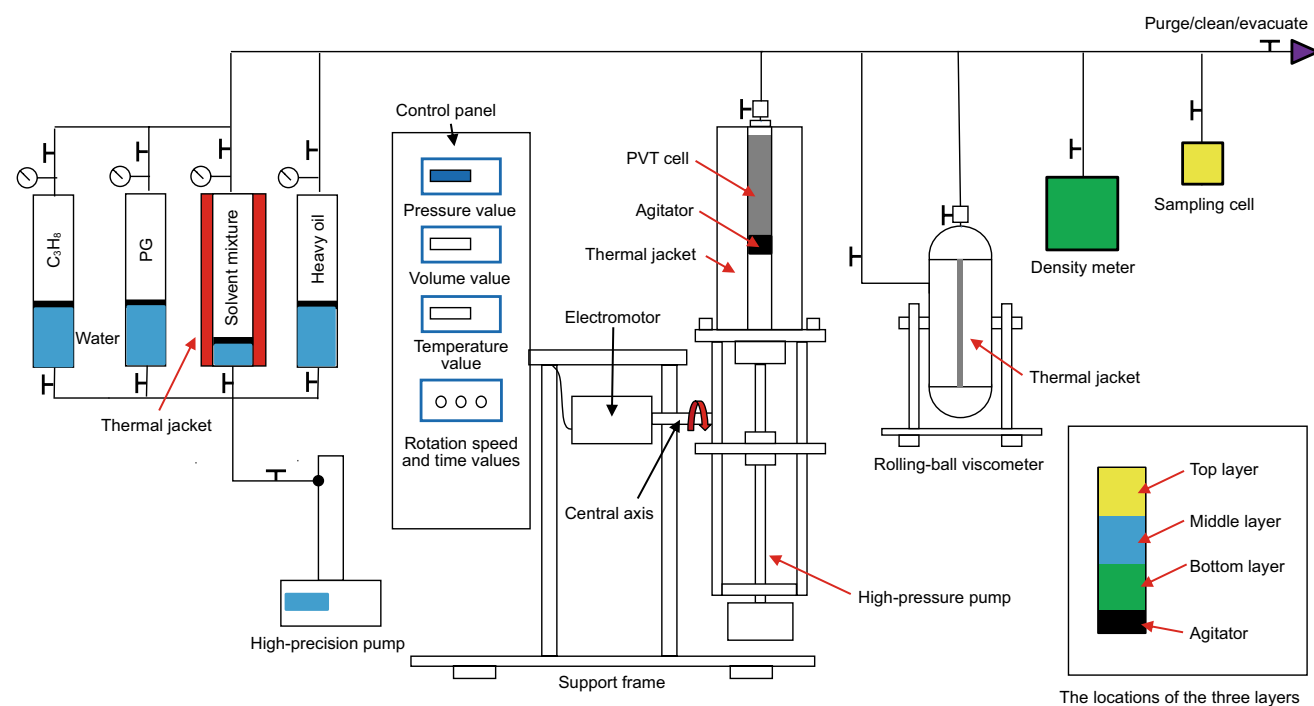 Purge/clean/evacuate
Control panel
PVT cell
Agitator
Thermal jacket
C₃H₈
PG
Solvent mixture
Heavy oil
Water
Thermal jacket
High-precision pump
Pressure value
Volume value
Temperature
value
Rotation speed
and time values
Electromotor
Central axis
High-pressure pump
Support frame
Thermal jacket
Rolling-ball viscometer
Density meter
Sampling cell
Top layer
Middle layer
Bottom layer
Agitator
The locations of the three layers